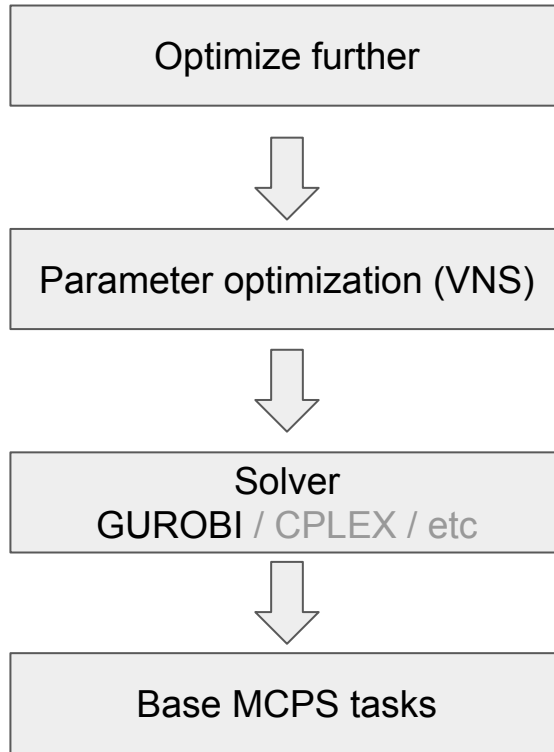 Optimize further
Parameter optimization (VNS)
Solver
GUROBI / CPLEX / etc
Base MCPS tasks